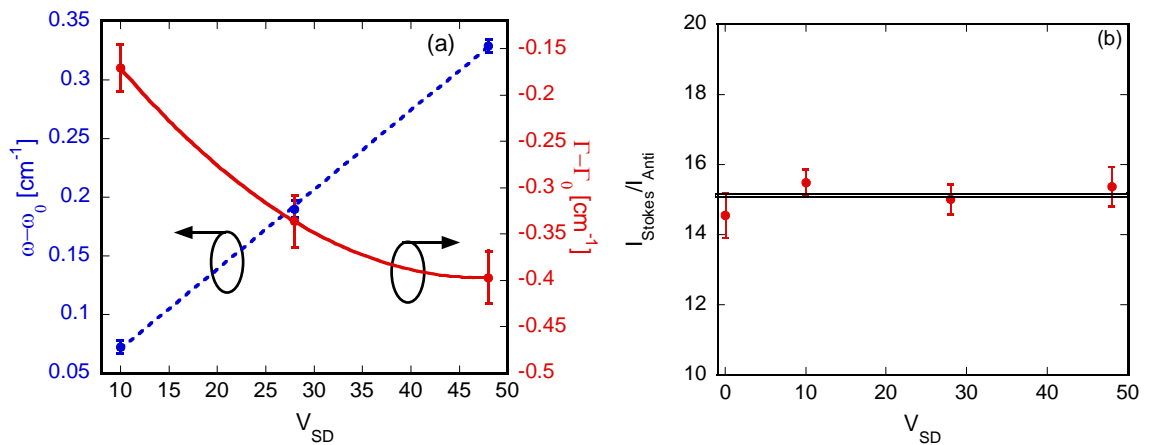 (a)
ω−ω0 [cm-1]
0.35
0.3
0.25
0.2
0.15
0.1
0.05
-0.15
-0.2
-0.25
-0.3
-0.35
-0.4
-0.45
-0.5
Γ−Γ0 [cm-1]
10 15 20 25 30 35 40 45 50
VSD
(b)
IStokes/IAnti
20
18
16
14
12
10
0 10 20 30 40 50
VSD